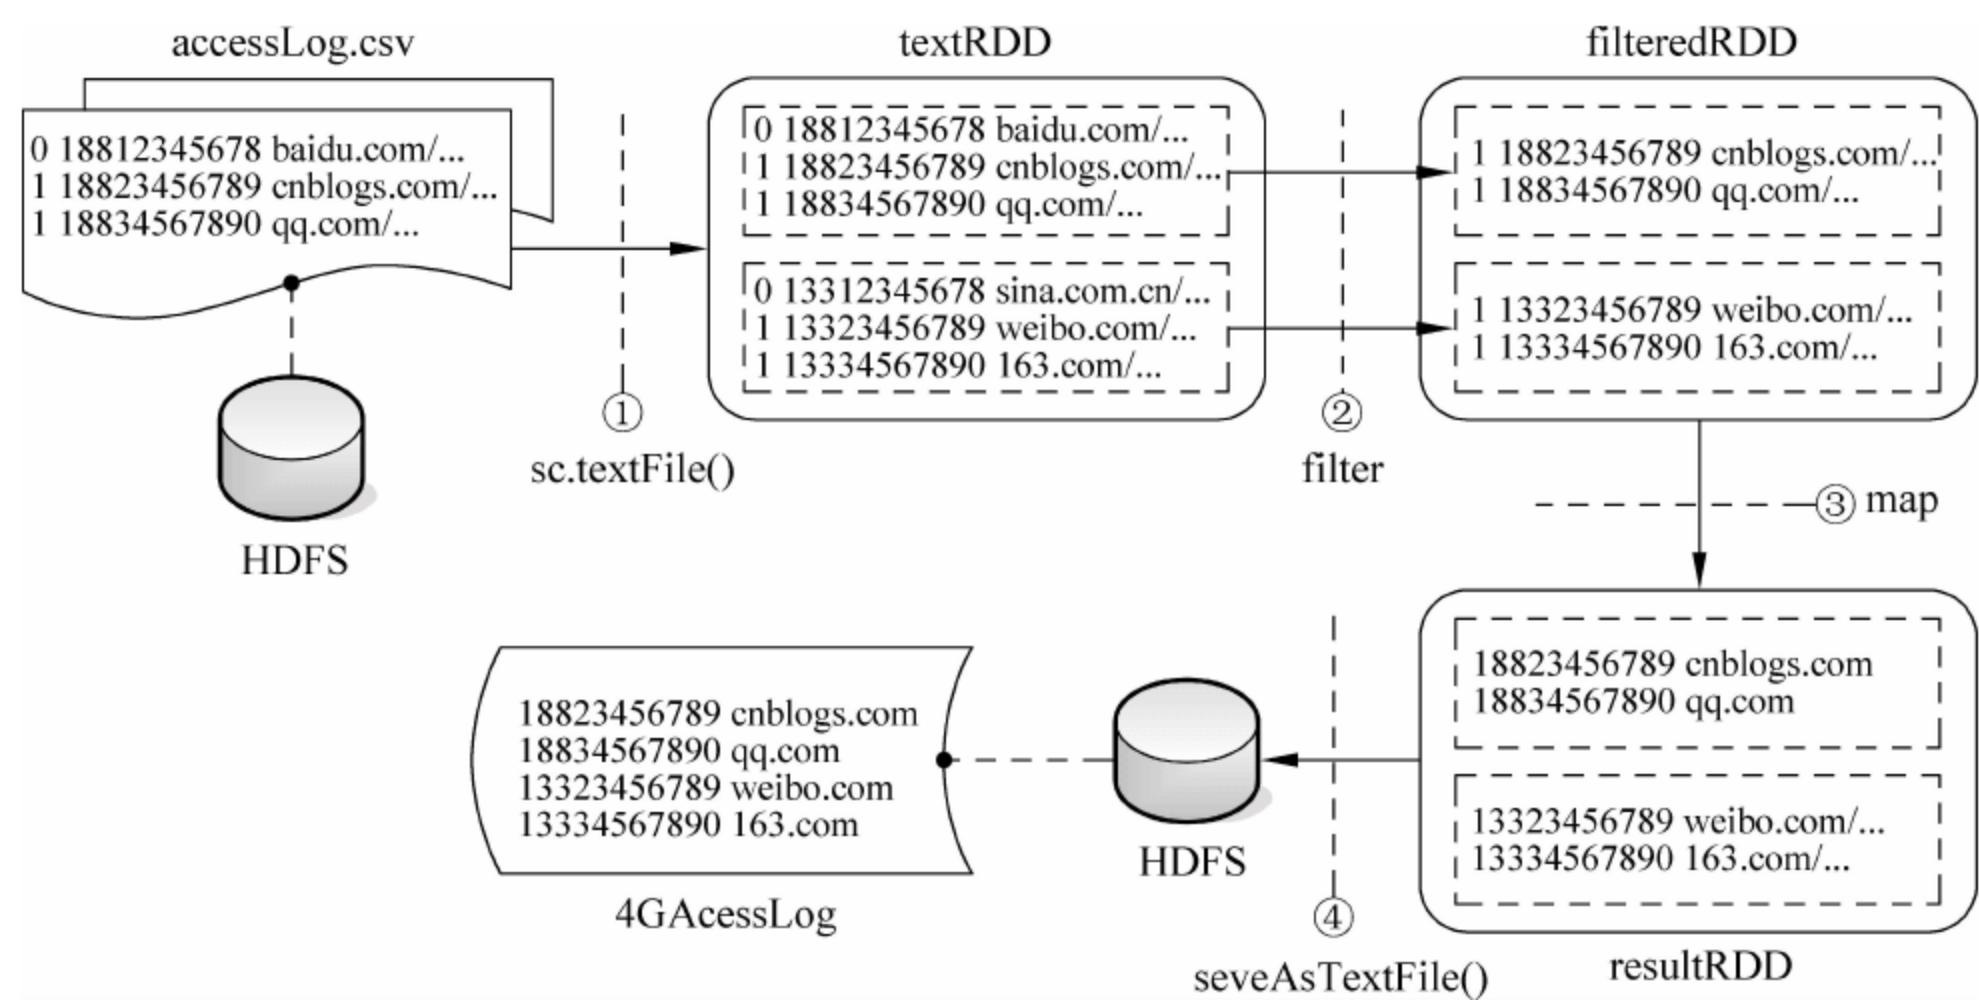 accessLog.csv
0 18812345678 baidu.com/...
1 18823456789 cnblogs.com/...
1 18834567890 qq.com/...
HDFS
①
sc.textFile()
textRDD
0 18812345678 baidu.com/...
1 18823456789 cnblogs.com/...
1 18834567890 qq.com/...
0 13312345678 sina.com.cn/...
1 13323456789 weibo.com/...
1 13334567890 163.com/...
②
filter
filteredRDD
1 18823456789 cnblogs.com/...
1 18834567890 qq.com/...
1 13323456789 weibo.com/...
1 13334567890 163.com/...
③ map
18823456789 cnblogs.com
18834567890 qq.com
13323456789 weibo.com/...
13334567890 163.com/...
resultRDD
④
seveAsTextFile()
HDFS
18823456789 cnblogs.com
18834567890 qq.com
13323456789 weibo.com
13334567890 163.com
4GAcessLog